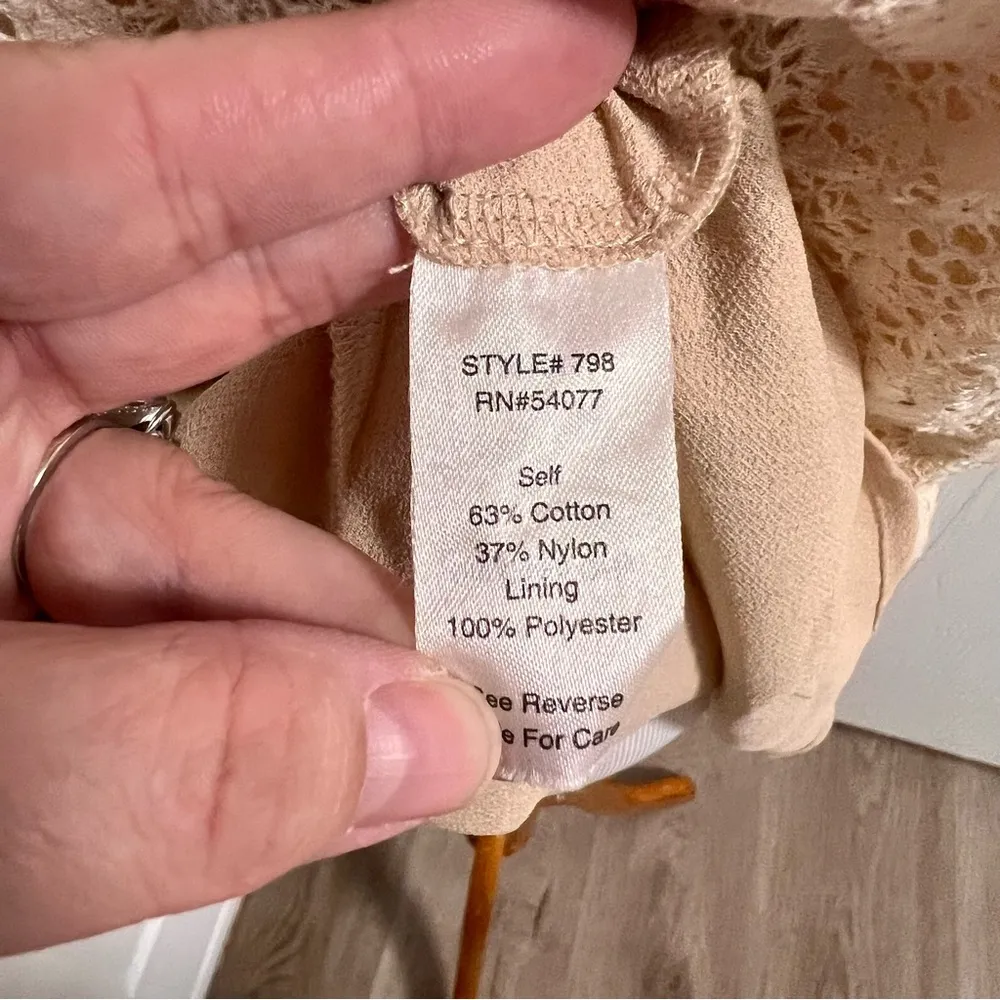 STYLE# 798
RN#54077
Self
63% Cotton
37% Nylon
Lining
100% Polyester
Reverse
For Care